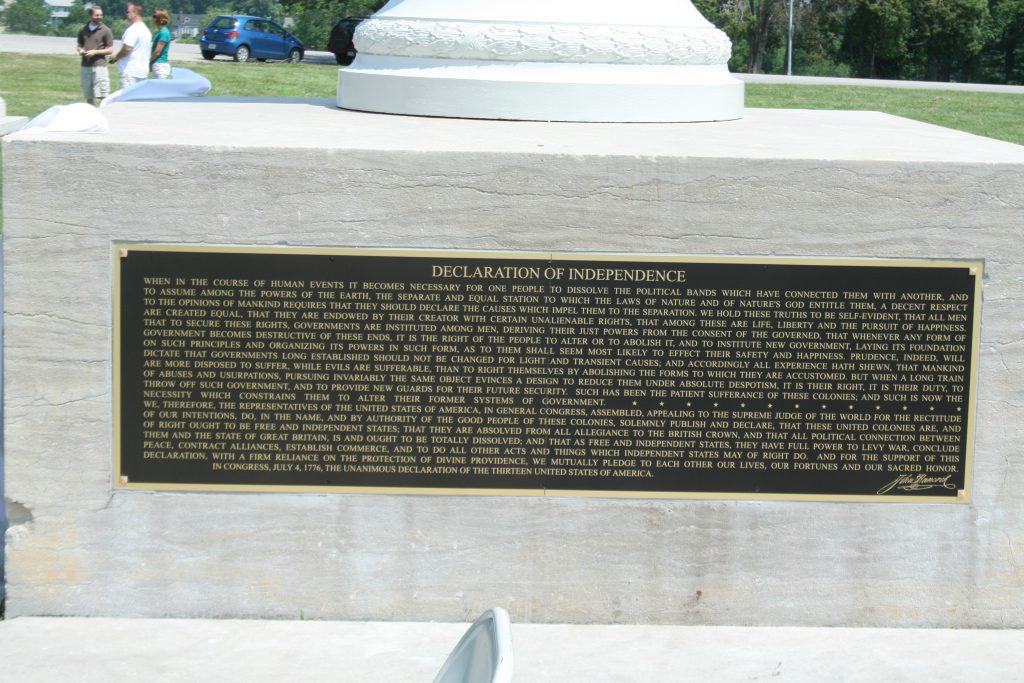 DECLARATION OF INDEPENDENCE
WHEN IN THE COURSE OF HUMAN EVENTS IT BECOMES NECESSARY FOR ONE PEOPLE TO DISSOLVE THE POLITICAL BANDS WHICH HAVE CONNECTED THEM WITH ANOTHER, AND
TO ASSUME AMONG THE POWERS OF THE EARTH, THE SEPARATE AND EQUAL STATION TO WHICH THE LAWS OF NATURE AND OF NATURE'S GOD ENTITLE THEM, A DECENT RESPECT
TO THE OPINIONS OF MANKIND REQUIRES THAT THEY SHOULD DECLARE THE CAUSES WHICH IMPEL THEM TO THE SEPARATION. WE HOLD THESE TRUTHS TO BE SELF-EVIDENT, THAT ALL MEN
ARE CREATED EQUAL, THAT THEY ARE ENDOWED BY THEIR CREATOR WITH CERTAIN UNALIENABLE RIGHTS, THAT AMONG THESE ARE LIFE, LIBERTY AND THE PURSUIT OF HAPPINESS.
THAT TO SECURE THESE RIGHTS, GOVERNMENTS ARE INSTITUTED AMONG MEN, DERIVING THEIR JUST POWERS FROM THE CONSENT OF THE GOVERNED, THAT WHENEVER ANY FORM OF
GOVERNMENT BECOMES DESTRUCTIVE OF THESE ENDS, IT IS THE RIGHT OF THE PEOPLE TO ALTER OR TO ABOLISH IT, AND TO INSTITUTE NEW GOVERNMENT, LAYING ITS FOUNDATION
ON SUCH PRINCIPLES AND ORGANIZING ITS POWERS IN SUCH FORM, AS TO THEM SHALL SEEM MOST LIKELY TO EFFECT THEIR SAFETY AND HAPPINESS. PRUDENCE, INDEED, WILL
DICTATE THAT GOVERNMENTS LONG ESTABLISHED SHOULD NOT BE CHANGED FOR LIGHT AND TRANSIENT CAUSES; AND ACCORDINGLY ALL EXPERIENCE HATH SHEWN, THAT MANKIND
ARE MORE DISPOSED TO SUFFER, WHILE EVILS ARE SUFFERABLE, THAN TO RIGHT THEMSELVES BY ABOLISHING THE FORMS TO WHICH THEY ARE ACCUSTOMED. BUT WHEN A LONG TRAIN
OF ABUSES AND USURPATIONS, PURSUING INVARIABLY THE SAME OBJECT EVINCES A DESIGN TO REDUCE THEM UNDER ABSOLUTE DESPOTISM, IT IS THEIR RIGHT, IT IS THEIR DUTY, TO
THROW OFF SUCH GOVERNMENT, AND TO PROVIDE NEW GUARDS FOR THEIR FUTURE SECURITY. SUCH HAS BEEN THE PATIENT SUFFERANCE OF THESE COLONIES; AND SUCH IS NOW THE
NECESSITY WHICH CONSTRAINS THEM TO ALTER THEIR FORMER SYSTEMS OF GOVERNMENT. * * * * * * * * * * * * *
WE, THEREFORE, THE REPRESENTATIVES OF THE UNITED STATES OF AMERICA, IN GENERAL CONGRESS, ASSEMBLED, APPEALING TO THE SUPREME JUDGE OF THE WORLD FOR THE RECTITUDE
OF OUR INTENTIONS, DO, IN THE NAME, AND BY AUTHORITY OF THE GOOD PEOPLE OF THESE COLONIES, SOLEMNLY PUBLISH AND DECLARE, THAT THESE UNITED COLONIES ARE, AND
OF RIGHT OUGHT TO BE FREE AND INDEPENDENT STATES; THAT THEY ARE ABSOLVED FROM ALL ALLEGIANCE TO THE BRITISH CROWN, AND THAT ALL POLITICAL CONNECTION BETWEEN
THEM AND THE STATE OF GREAT BRITAIN, IS AND OUGHT TO BE TOTALLY DISSOLVED; AND THAT AS FREE AND INDEPENDENT STATES, THEY HAVE FULL POWER TO LEVY WAR, CONCLUDE
PEACE, CONTRACT ALLIANCES, ESTABLISH COMMERCE, AND TO DO ALL OTHER ACTS AND THINGS WHICH INDEPENDENT STATES MAY OF RIGHT DO. AND FOR THE SUPPORT OF THIS
DECLARATION, WITH A FIRM RELIANCE ON THE PROTECTION OF DIVINE PROVIDENCE, WE MUTUALLY PLEDGE TO EACH OTHER OUR LIVES, OUR FORTUNES AND OUR SACRED HONOR.
IN CONGRESS, JULY 4, 1776, THE UNANIMOUS DECLARATION OF THE THIRTEEN UNITED STATES OF AMERICA.
John Hancock